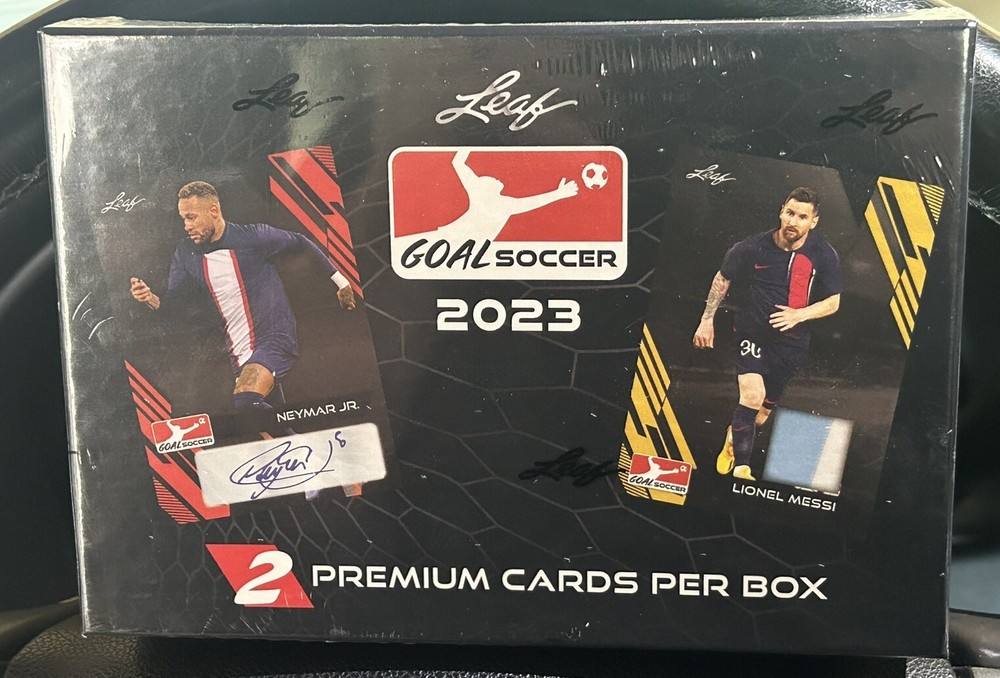 Leaf
Leaf
Leaf
GOAL SOCCER
2023
Leaf
NEYMAR JR.
GOAL SOCCER
Leaf
30
GOAL SOCCER
LIONEL MESSI
Leaf
2 PREMIUM CARDS PER BOX